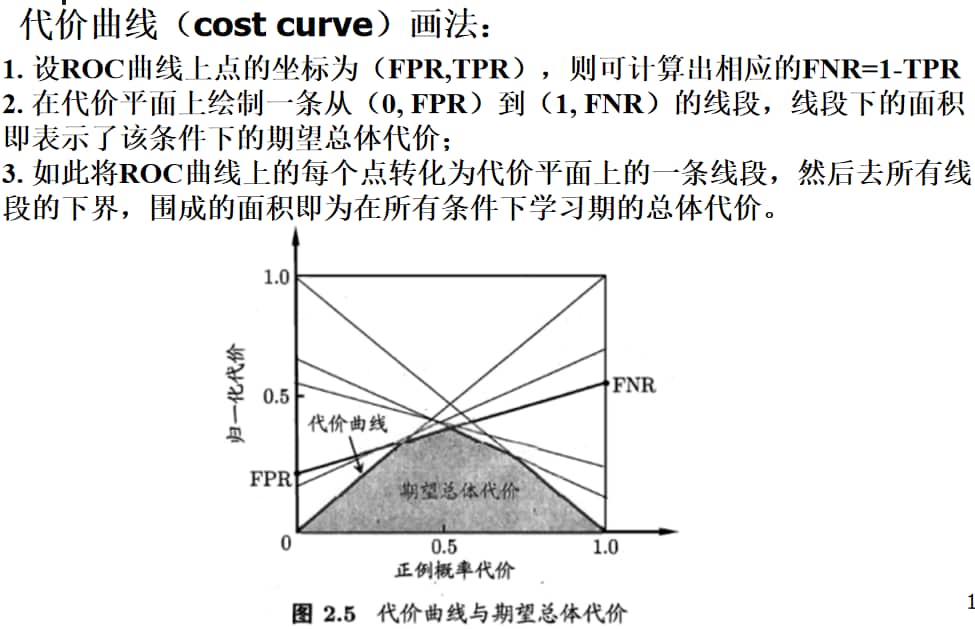 代价曲线（cost curve）画法：
1. 设ROC曲线上点的坐标为（FPR,TPR），则可计算出相应的FNR=1-TPR
2. 在代价平面上绘制一条从（0, FPR）到（1, FNR）的线段，线段下的面积
即表示了该条件下的期望总体代价；
3. 如此将ROC曲线上的每个点转化为代价平面上的一条线段，然后去所有线
段的下界，围成的面积即为在所有条件下学习期的总体代价。
1.0
归一化代价
0.5
FNR
代价曲线
FPR
期望总体代价
0
0.5
1.0
正例概率代价
图 2.5 代价曲线与期望总体代价
1